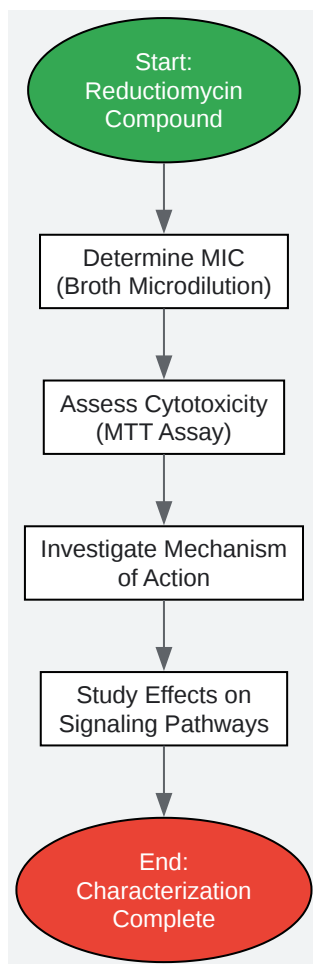 Start:
Reductiomycin
Compound
Determine MIC
(Broth Microdilution)
Assess Cytotoxicity
(MTT Assay)
Investigate Mechanism
of Action
Study Effects on
Signaling Pathways
End:
Characterization
Complete